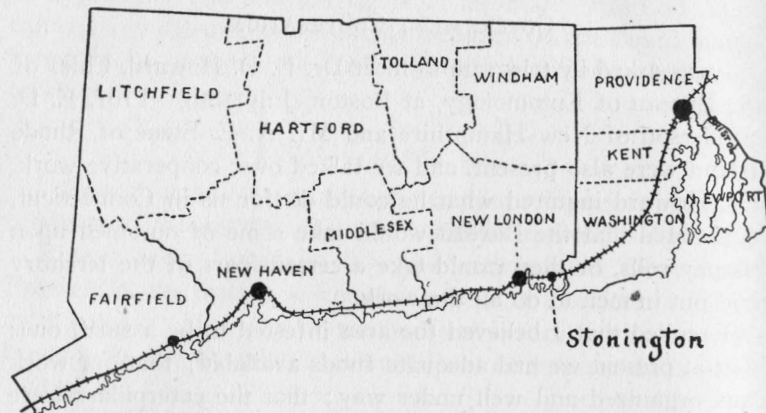 LITCHFIELD
HARTFORD
TOLLAND
WINDHAM
PROVIDENCE
KENT
BRISTOL
NEWPORT
WASHINGTON
NEW LONDON
MIDDLESEX
NEW HAVEN
FAIRFIELD
Stonington